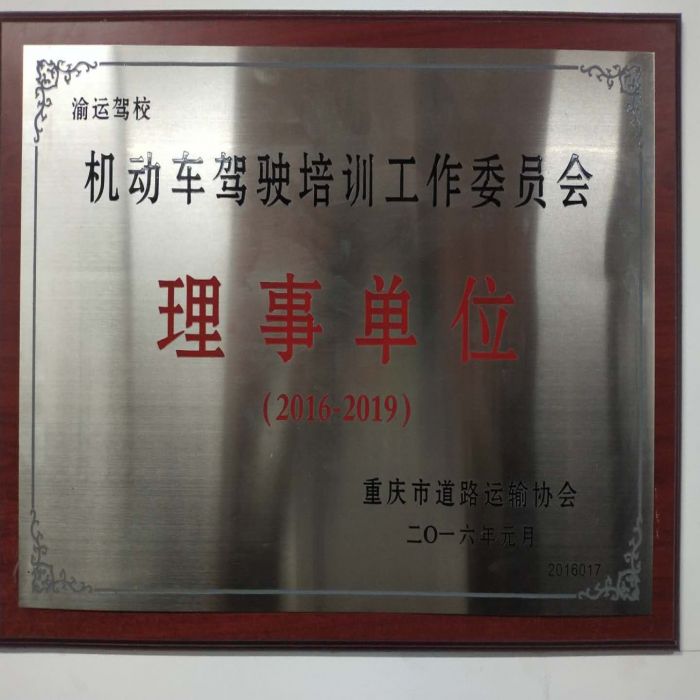 渝运驾校
机动车驾驶培训工作委员会
理事单位
(2016-2019)
重庆市道路运输协会
二〇一六年元月
2016017